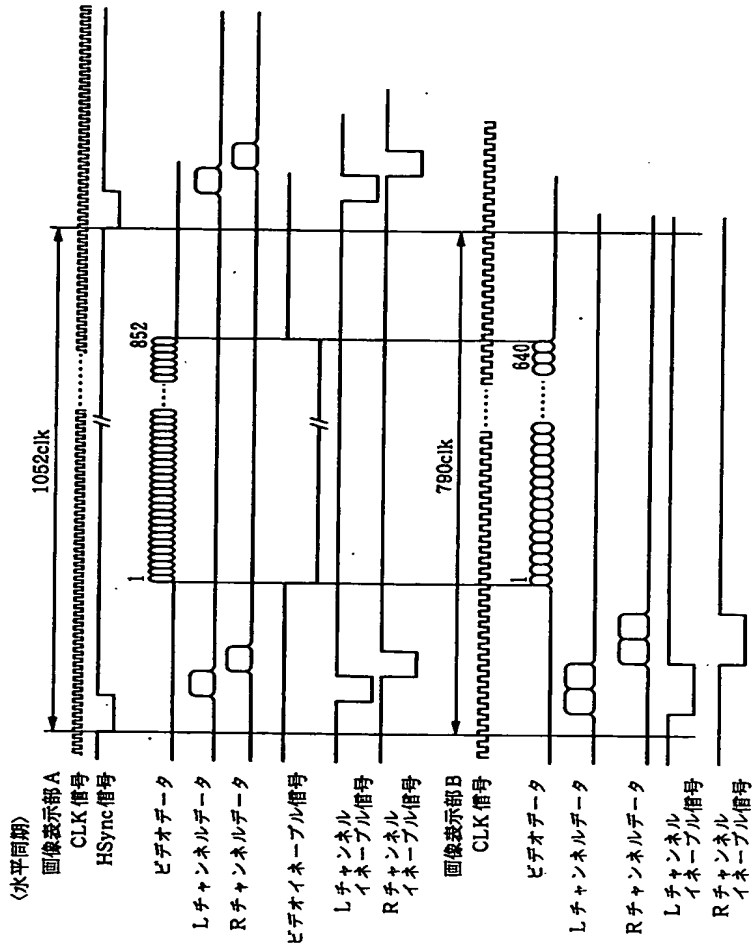 〈水平同期〉
画像表示部A
1052clk
CLK信号
HSync信号
ビデオデータ
1
852
Lチャンネルデータ
Rチャンネルデータ
ビデオイネーブル信号
Lチャンネル
イネーブル信号
Rチャンネル
イネーブル信号
画像表示部B
790clk
CLK信号
ビデオデータ
1
640
Lチャンネルデータ
Rチャンネルデータ
Lチャンネル
イネーブル信号
Rチャンネル
イネーブル信号